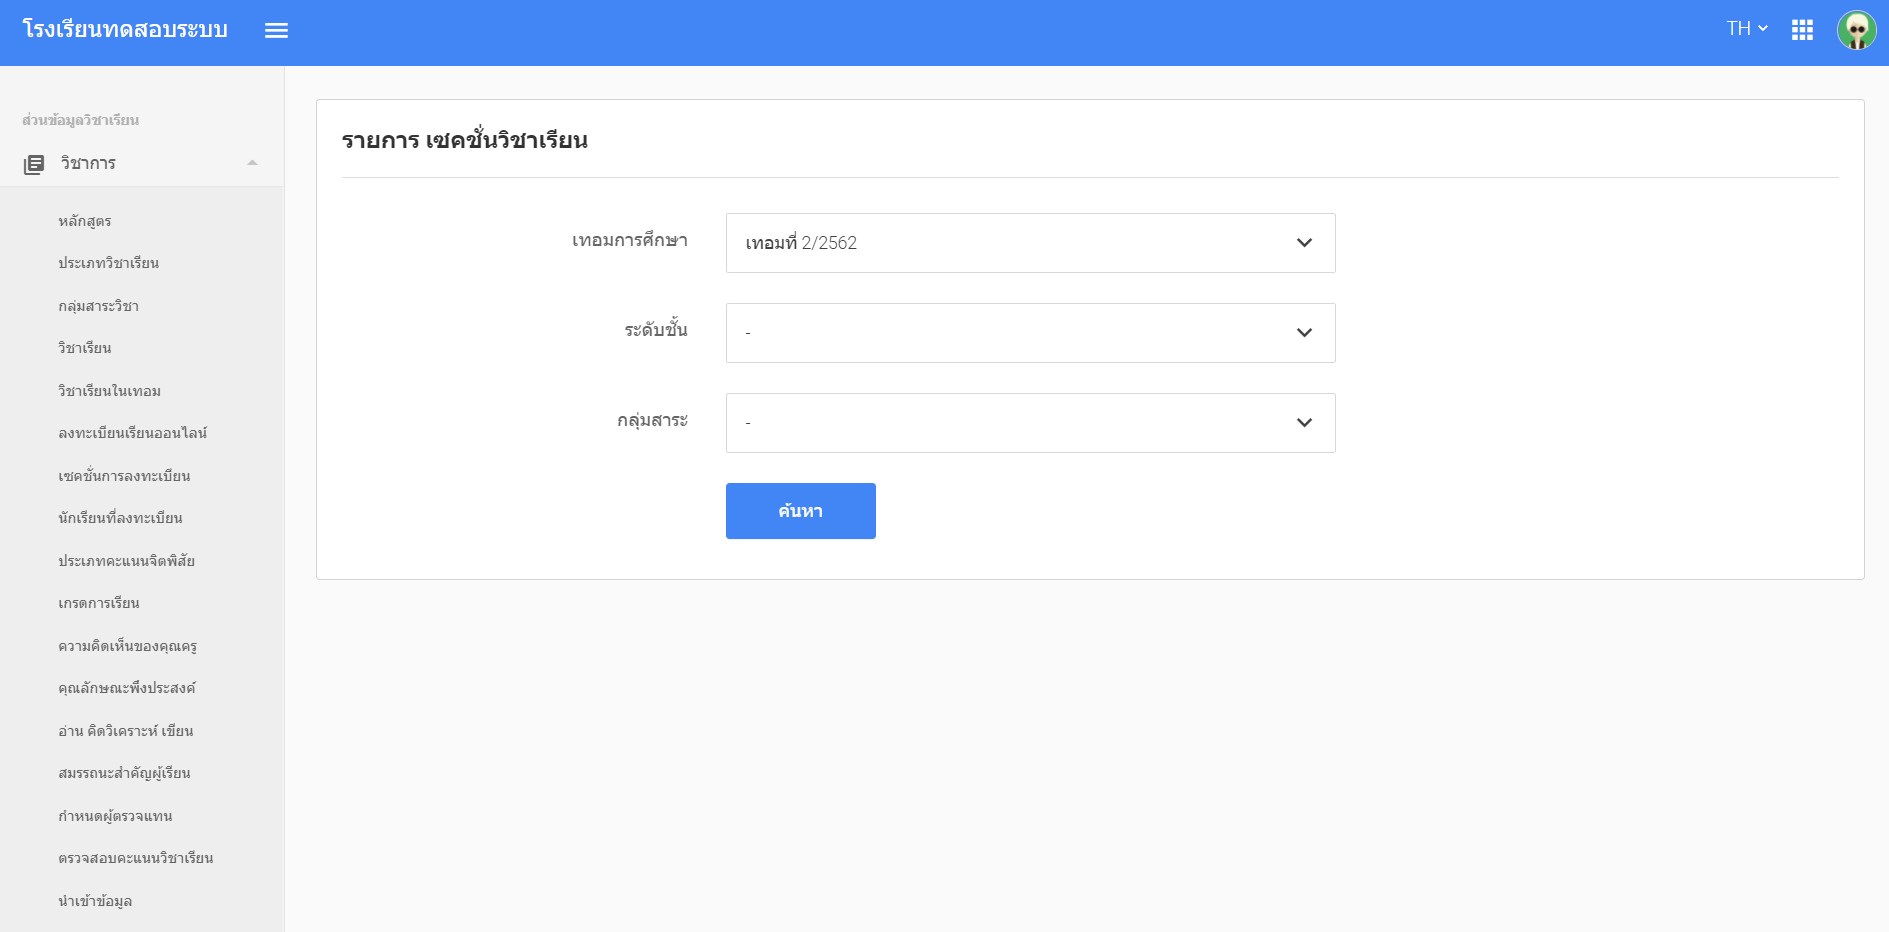 โรงเรียนทดสอบระบบ
TH
ส่วนข้อมูลวิชาเรียน
วิชาการ
หลักสูตร
ประเภทวิชาเรียน
กลุ่มสาระวิชา
วิชาเรียน
วิชาเรียนในเทอม
ลงทะเบียนเรียนออนไลน์
เซคชั่นการลงทะเบียน
นักเรียนที่ลงทะเบียน
ประเภทคะแนนจิตพิสัย
เกรดการเรียน
ความคิดเห็นของคุณครู
คุณลักษณะพึงประสงค์
อ่าน คิดวิเคราะห์ เขียน
สมรรถนะสำคัญผู้เรียน
กำหนดผู้ตรวจแทน
ตรวจสอบคะแนนวิชาเรียน
นำเข้าข้อมูล
รายการ เซคชั่นวิชาเรียน
เทอมการศึกษา
เทอมที่ 2/2562
ระดับชั้น
-
กลุ่มสาระ
-
ค้นหา